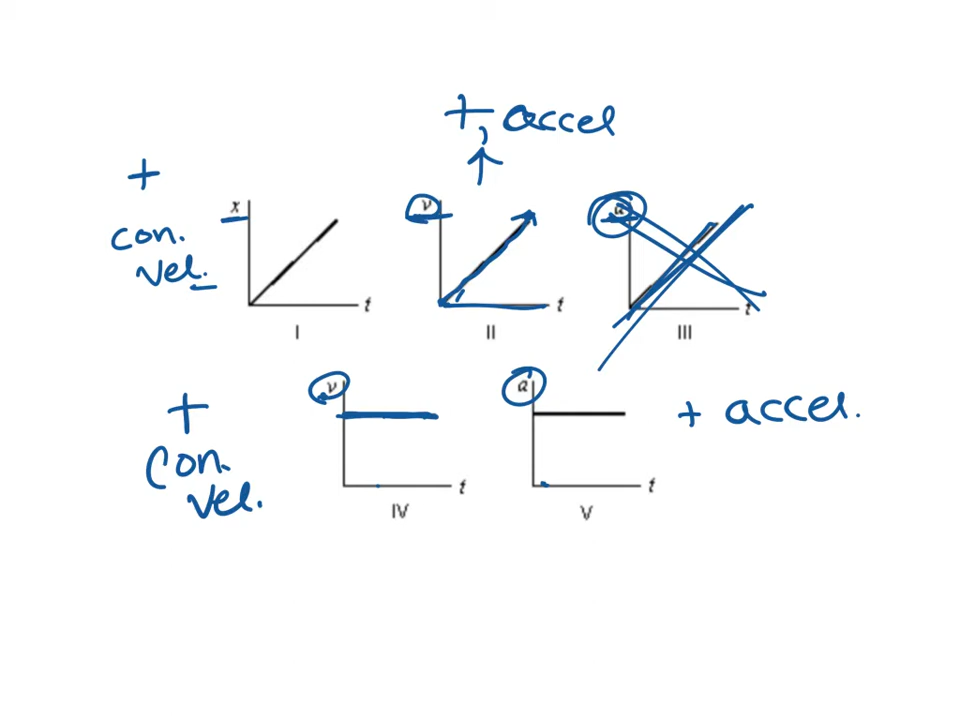 +, accel
+
con.
vel.
x
t
I
v
t
II
a
t
III
+
con.
vel.
v
t
IV
a
t
V
+ accel.